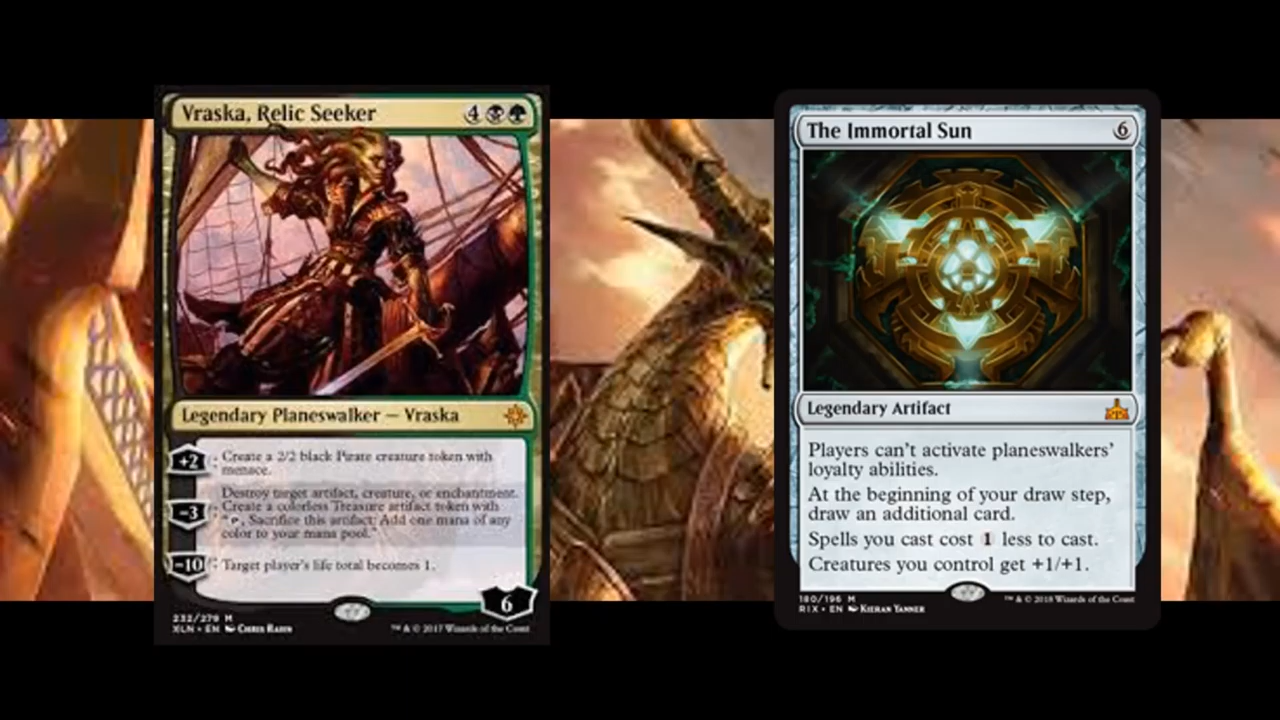 Vraska, Relic Seeker 4
Legendary Planeswalker — Vraska
+2: Create a 2/2 black Pirate creature token with
menace.
Destroy target artifact, creature, or enchantment.
-3: Create a colorless Treasure artifact token with
", Sacrifice this artifact: Add one mana of any
color to your mana pool."
-10: Target player's life total becomes 1.
6
232/279 M
XLN • EN Chris Rahn
™ & © 2017 Wizards of the Coast
The Immortal Sun 6
Legendary Artifact
Players can't activate planeswalkers'
loyalty abilities.
At the beginning of your draw step,
draw an additional card.
Spells you cast cost 1 less to cast.
Creatures you control get +1/+1.
180/196 M
RIX • EN Kieran Yanner
™ & © 2018 Wizards of the Coast